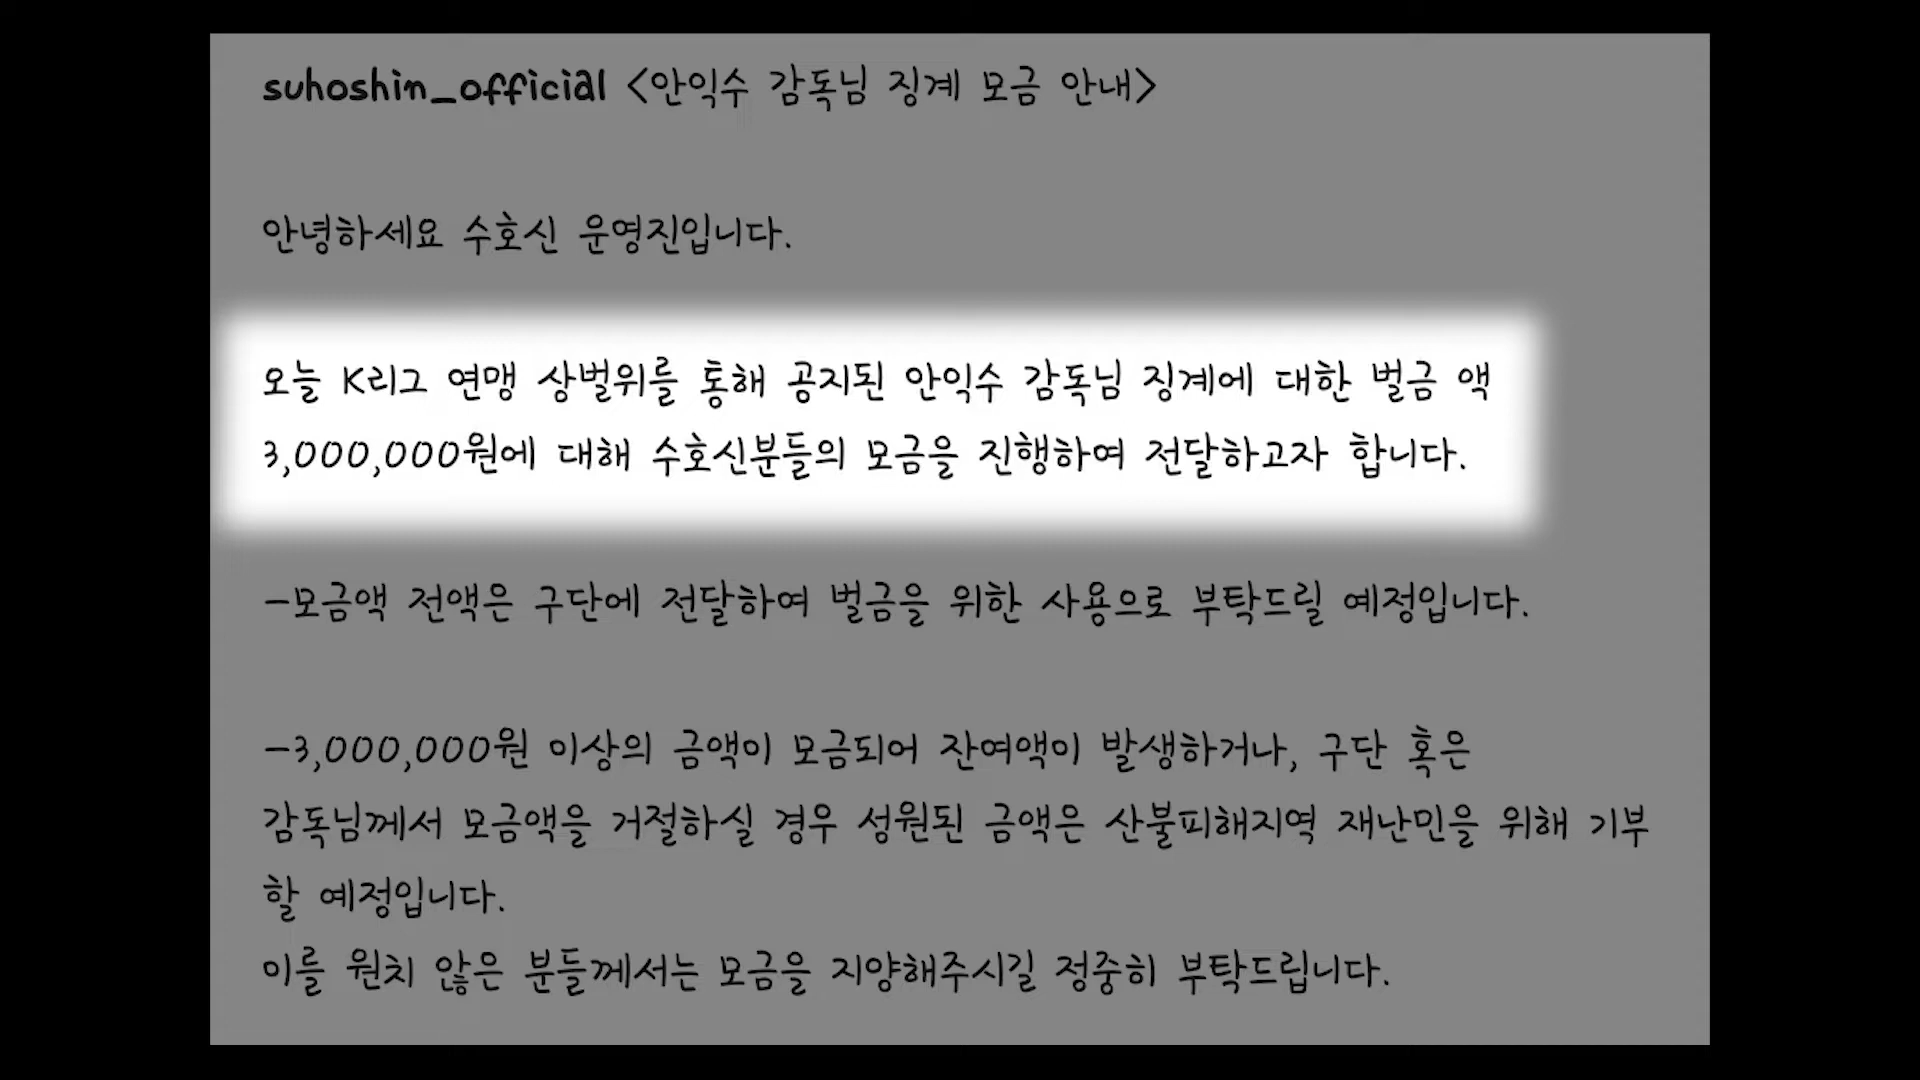 suhoshin_official <안익수 감독님 징계 모금 안내>
안녕하세요 수호신 운영진입니다.
오늘 K리그 연맹 상벌위를 통해 공지된 안익수 감독님 징계에 대한 벌금 액
3,000,000원에 대해 수호신분들의 모금을 진행하여 전달하고자 합니다.
-모금액 전액은 구단에 전달하여 벌금을 위한 사용으로 부탁드릴 예정입니다.
-3,000,000원 이상의 금액이 모금되어 잔여액이 발생하거나, 구단 혹은
감독님께서 모금액을 거절하실 경우 성원된 금액은 산불피해지역 재난민을 위해 기부
할 예정입니다.
이를 원치 않은 분들께서는 모금을 지양해주시길 정중히 부탁드립니다.